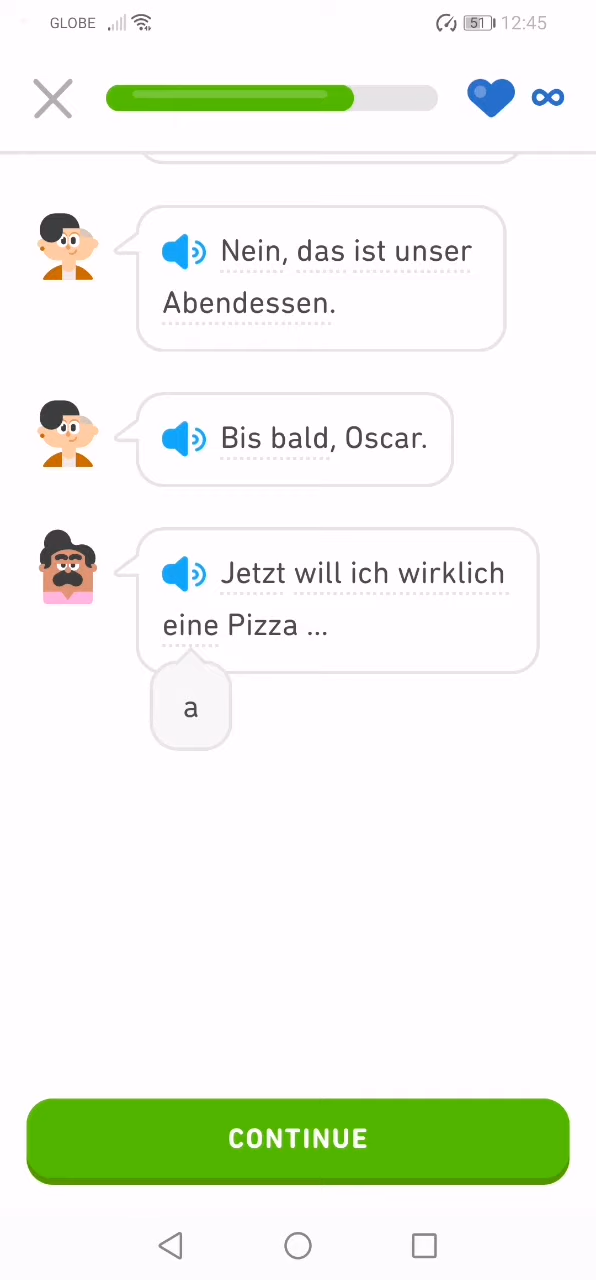 GLOBE 51 12:45
Nein, das ist unser
Abendessen.
Bis bald, Oscar.
Jetzt will ich wirklich
eine Pizza ...
a
CONTINUE